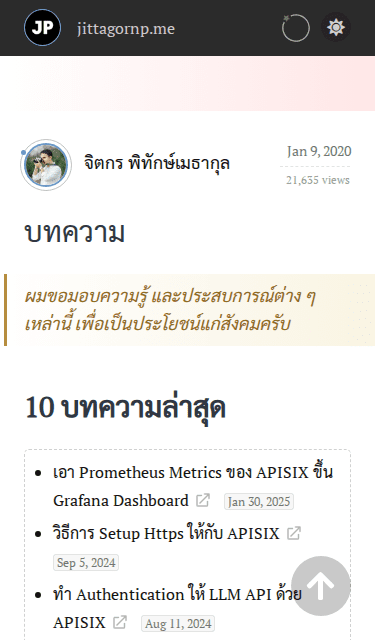 JP jittagornp.me
จิตกร พิทักษ์เมธากุล
Jan 9, 2020
21,635 views
บทความ
ผมขอมอบความรู้ และประสบการณ์ต่าง ๆ
เหล่านี้ เพื่อเป็นประโยชน์แก่สังคมครับ
10 บทความล่าสุด
เอา Prometheus Metrics ของ APISIX ขึ้น
Grafana Dashboard Jan 30, 2025
วิธีการ Setup Https ให้กับ APISIX
Sep 5, 2024
ทำ Authentication ให้ LLM API ด้วย
APISIX Aug 11, 2024